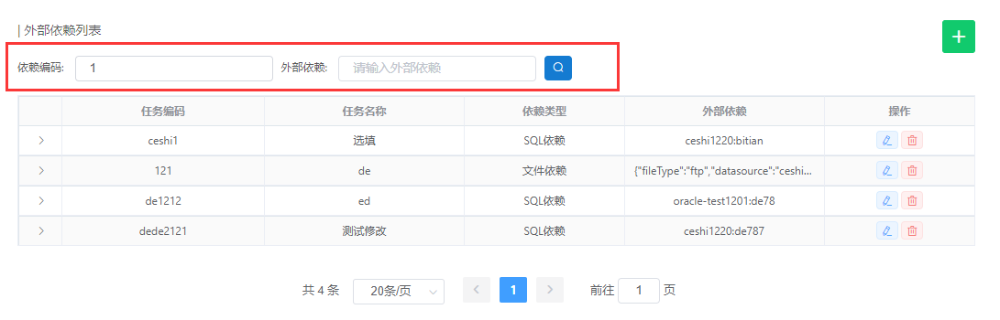 | 外部依赖列表
依赖编码: 1 外部依赖: 请输入外部依赖
任务编码 任务名称 依赖类型 外部依赖 操作
ceshi1 选填 SQL依赖 ceshi1220:bitian
121 de 文件依赖 {"fileType":"ftp","datasource":"ceshi...
de1212 ed SQL依赖 oracle-test1201:de78
dede2121 测试修改 SQL依赖 ceshi1220:de787
共 4 条 20条/页 1 前往 1 页